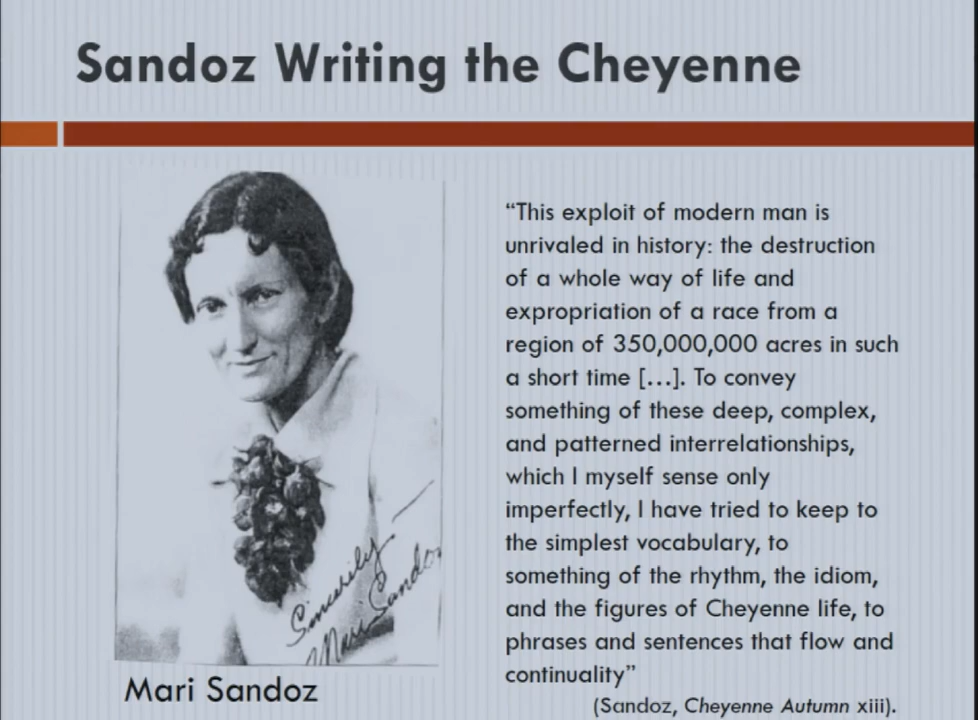 Sandoz Writing the Cheyenne
“This exploit of modern man is
unrivaled in history: the destruction
of a whole way of life and
expropriation of a race from a
region of 350,000,000 acres in such
a short time […]. To convey
something of these deep, complex,
and patterned interrelationships,
which I myself sense only
imperfectly, I have tried to keep to
the simplest vocabulary, to
something of the rhythm, the idiom,
and the figures of Cheyenne life, to
phrases and sentences that flow and
continuality”
(Sandoz, Cheyenne Autumn xiii).
Sincerely
Mari Sandoz
Mari Sandoz